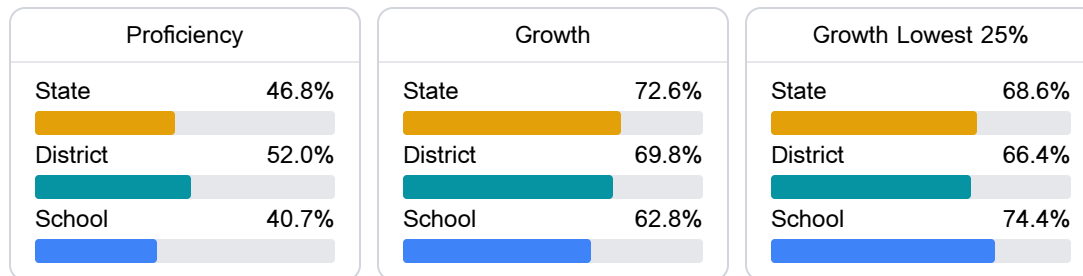 Proficiency
State 46.8%
District 52.0%
School 40.7%
Growth
State 72.6%
District 69.8%
School 62.8%
Growth Lowest 25%
State 68.6%
District 66.4%
School 74.4%